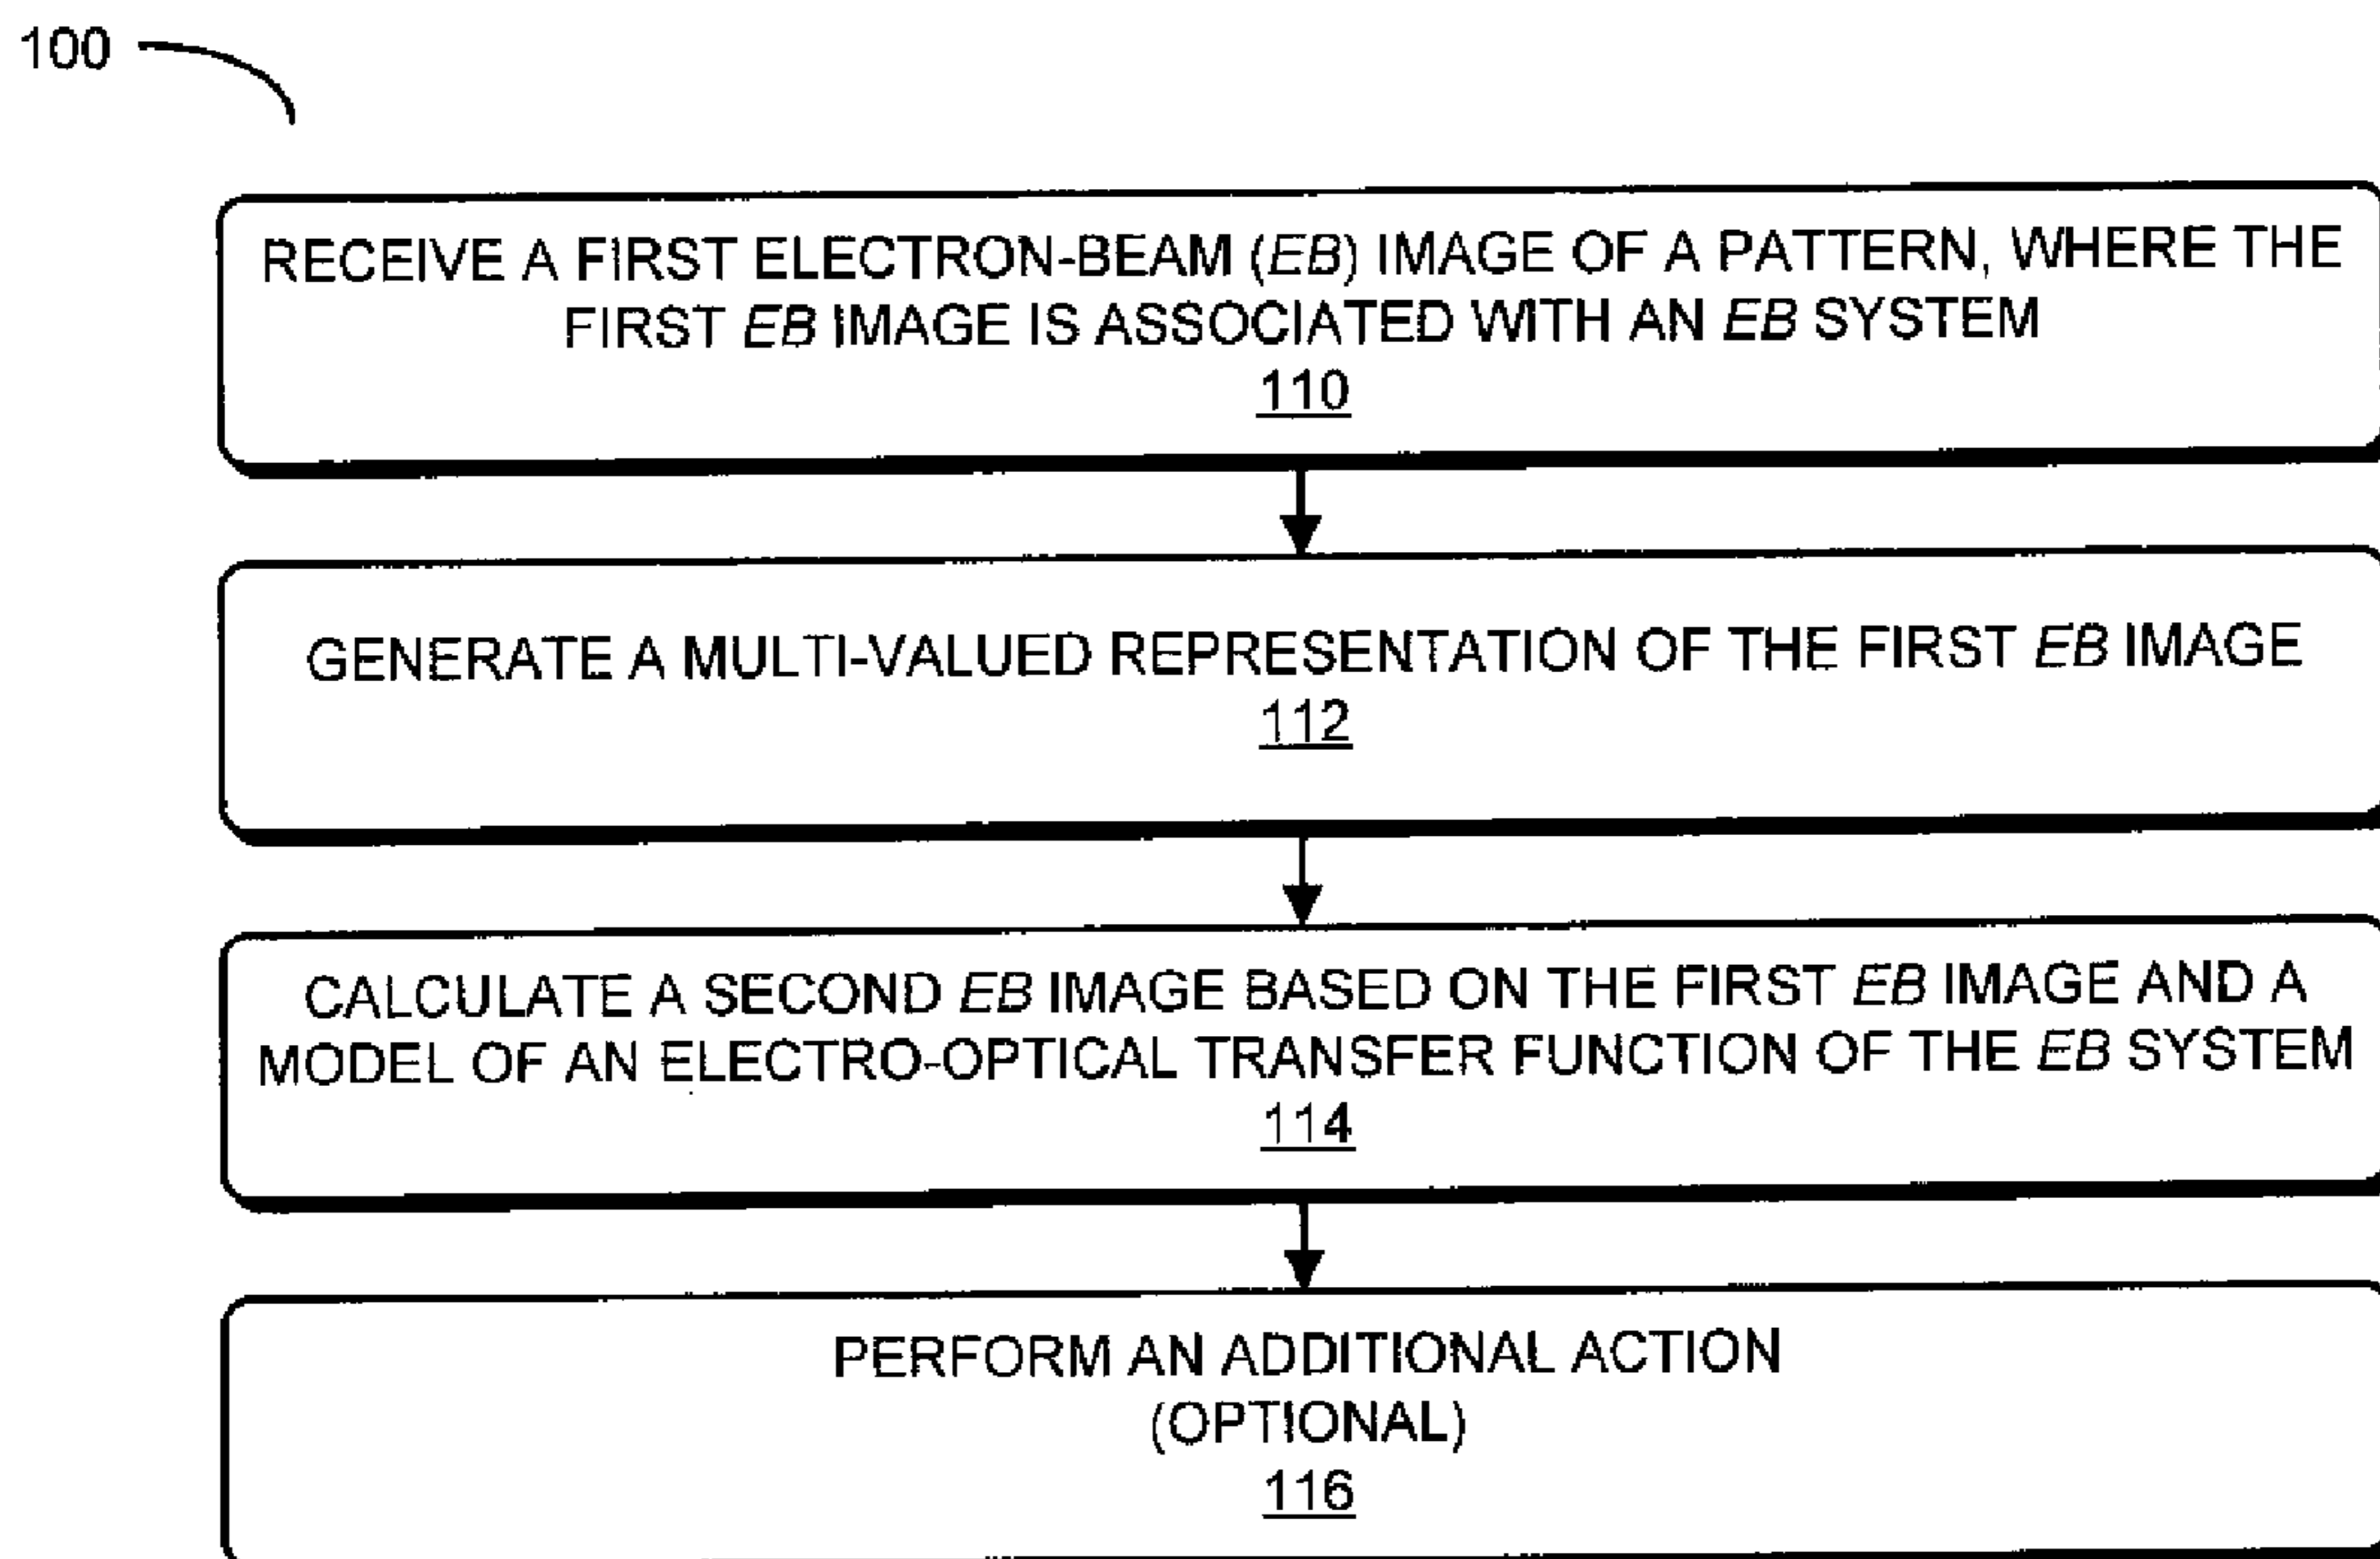 100
RECEIVE A FIRST ELECTRON-BEAM (EB) IMAGE OF A PATTERN, WHERE THE
FIRST EB IMAGE IS ASSOCIATED WITH AN EB SYSTEM
110
GENERATE A MULTI-VALUED REPRESENTATION OF THE FIRST EB IMAGE
112
CALCULATE A SECOND EB IMAGE BASED ON THE FIRST EB IMAGE AND A
MODEL OF AN ELECTRO-OPTICAL TRANSFER FUNCTION OF THE EB SYSTEM
114
PERFORM AN ADDITIONAL ACTION
(OPTIONAL)
116